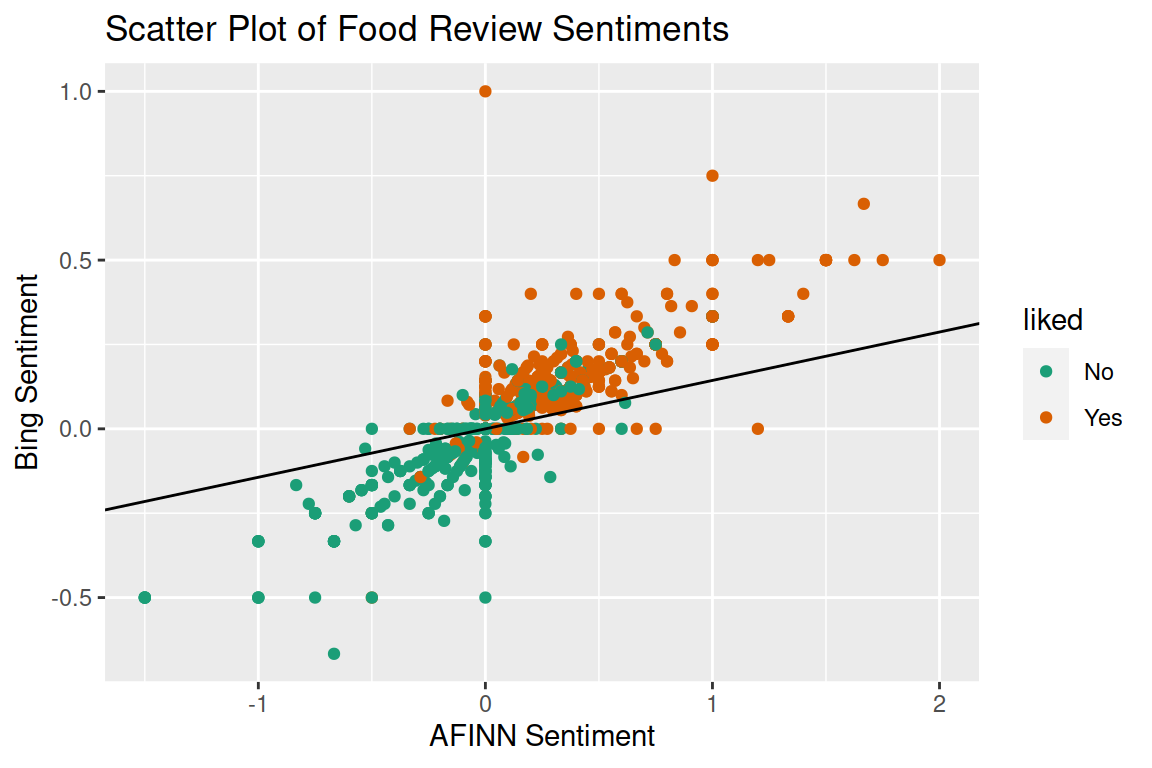 Scatter Plot of Food Review Sentiments
1.0
0.5
0.0
-0.5
Bing Sentiment
-1
0
1
2
AFINN Sentiment
liked
No
Yes